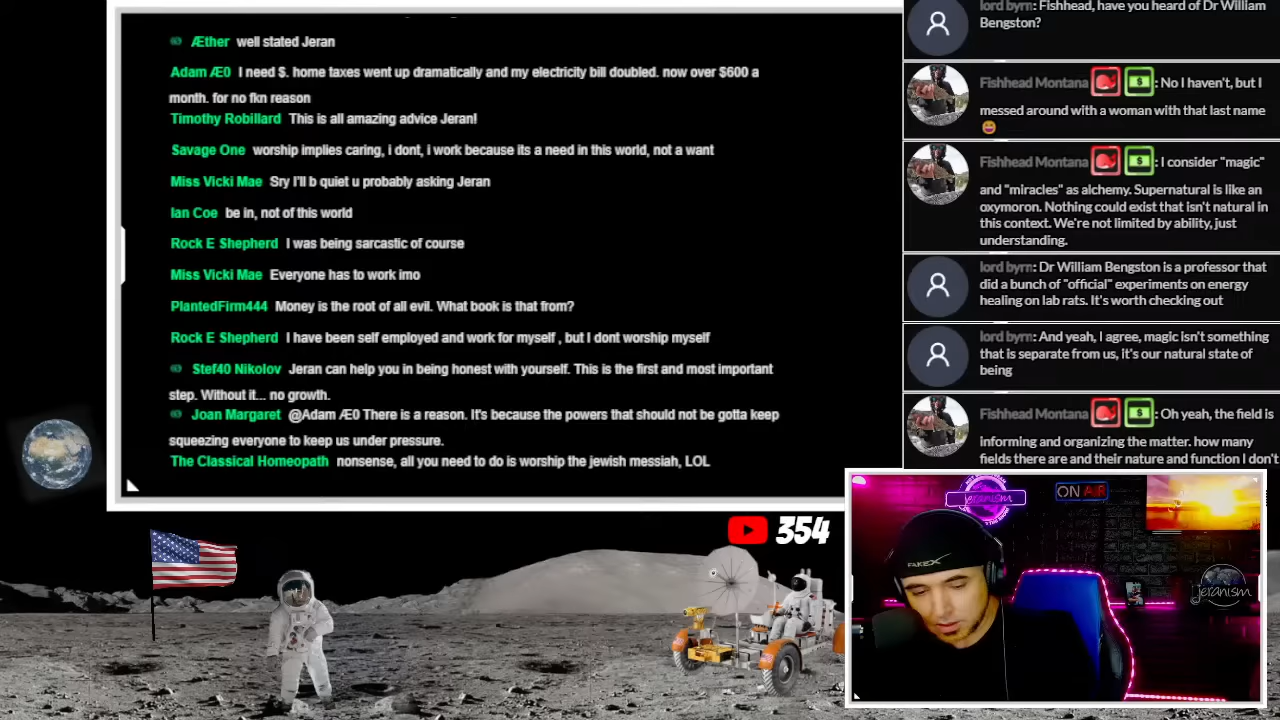 Æther well stated Jeran
Adam Æ0 I need $. home taxes went up dramatically and my electricity bill doubled. now over $600 a
month. for no fkn reason
Timothy Robillard This is all amazing advice Jeran!
Savage One worship implies caring, i dont, i work because its a need in this world, not a want
Miss Vicki Mae Sry I'll b quiet u probably asking Jeran
Ian Coe be in, not of this world
Rock E Shepherd I was being sarcastic of course
Miss Vicki Mae Everyone has to work imo
PlantedFirm444 Money is the root of all evil. What book is that from?
Rock E Shepherd I have been self employed and work for myself , but I dont worship myself
Stef40 Nikolov Jeran can help you in being honest with yourself. This is the first and most important
step. Without it... no growth.
Joan Margaret @Adam Æ0 There is a reason. It's because the powers that should not be gotta keep
squeezing everyone to keep us under pressure.
The Classical Homeopath nonsense, all you need to do is worship the jewish messiah, LOL
lord byrn: Fishhead, have you heard of Dr William
Bengston?
Fishhead Montana : No I haven't, but I
messed around with a woman with that last name
Fishhead Montana : I consider "magic"
and "miracles" as alchemy. Supernatural is like an
oxymoron. Nothing could exist that isn't natural in
this context. We're not limited by ability, just
understanding.
lord byrn: Dr William Bengston is a professor that
did a bunch of "official" experiments on energy
healing on lab rats. It's worth checking out
lord byrn: And yeah, I agree, magic isn't something
that is separate from us, it's our natural state of
being
Fishhead Montana : Oh yeah, the field is
informing and organizing the matter. how many
fields there are and their nature and function I don't
354
jeranism
ON AIR
FAKEX
jeranism